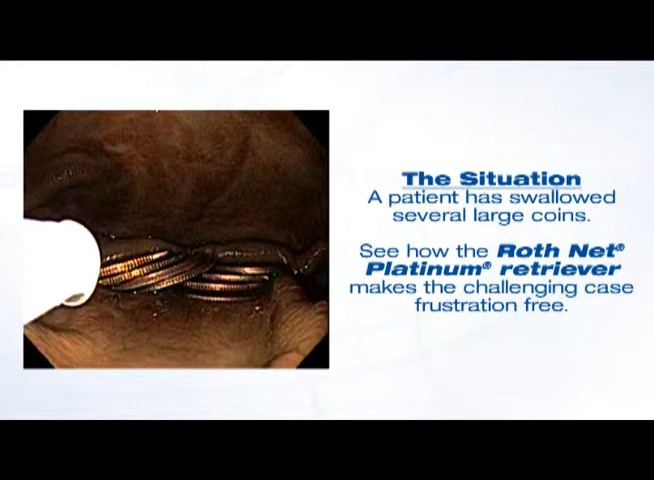 The Situation
A patient has swallowed
several large coins.
See how the Roth Net®
Platinum® retriever
makes the challenging case
frustration free.